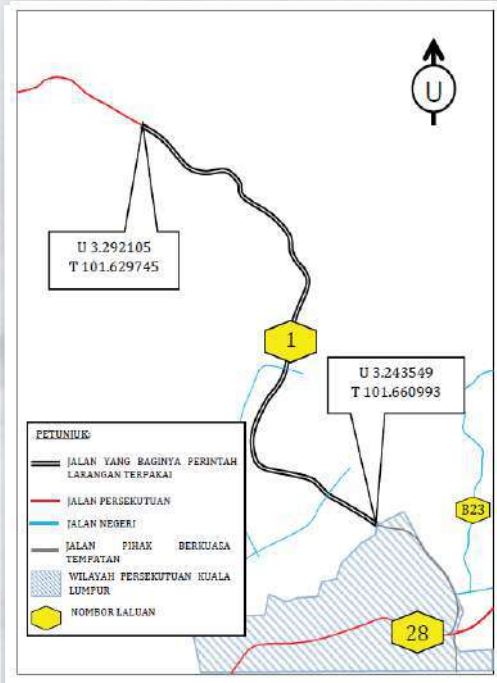 U
U 3.292105
T 101.629745
1
U 3.243549
T 101.660993
PETUNJUK:
JALAN YANG BAGINYA PERINTAH
LARANGAN TERPAKAI
JALAN PERSEKUTUAN
JALAN NEGERI
JALAN PIHAK BERKUASA
TEMPATAN
WILAYAH PERSEKUTUAN KUALA
LUMPUR
NOMBOR LALUAN
B23
28